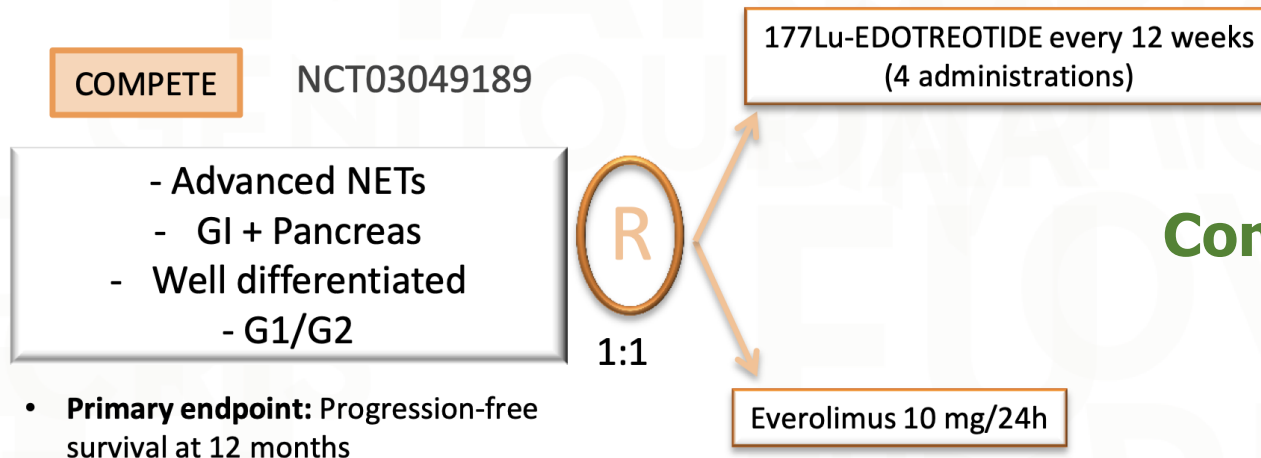 177Lu-EDOTREOTIDE every 12 weeks
(4 administrations)
COMPETE
NCT03049189
- Advanced NETs
- GI + Pancreas
- Well differentiated
- G1/G2
R
1:1
Con
• Primary endpoint: Progression-free
survival at 12 months
Everolimus 10 mg/24h